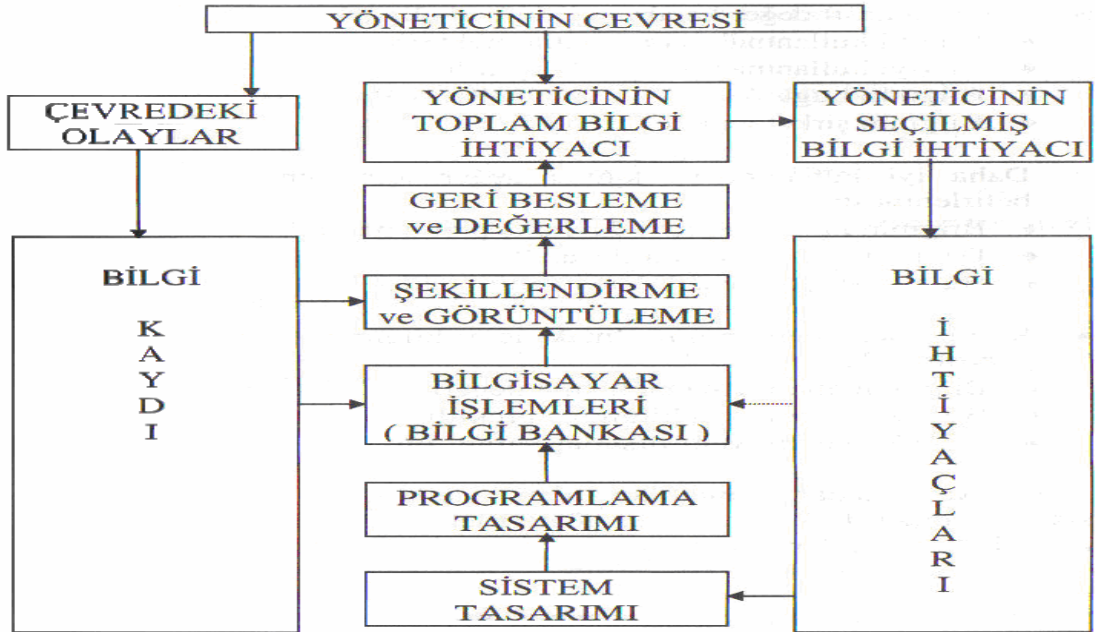 YÖNETİCİNİN ÇEVRESİ
ÇEVREDEKİ
OLAYLAR
YÖNETİCİNİN
TOPLAM BİLGİ
İHTİYACI
YÖNETİCİNİN
SEÇİLMİŞ
BİLGİ İHTİYACI
GERİ BESLEME
ve DEĞERLEME
BİLGİ
K
A
Y
D
I
ŞEKİLLENDİRME
ve GÖRÜNTÜLEME
BİLGİSAYAR
İŞLEMLERİ
( BİLGİ BANKASI )
PROGRAMLAMA
TASARIMI
SİSTEM
TASARIMI
BİLGİ
İ
H
T
İ
Y
A
Ç
L
A
R
I